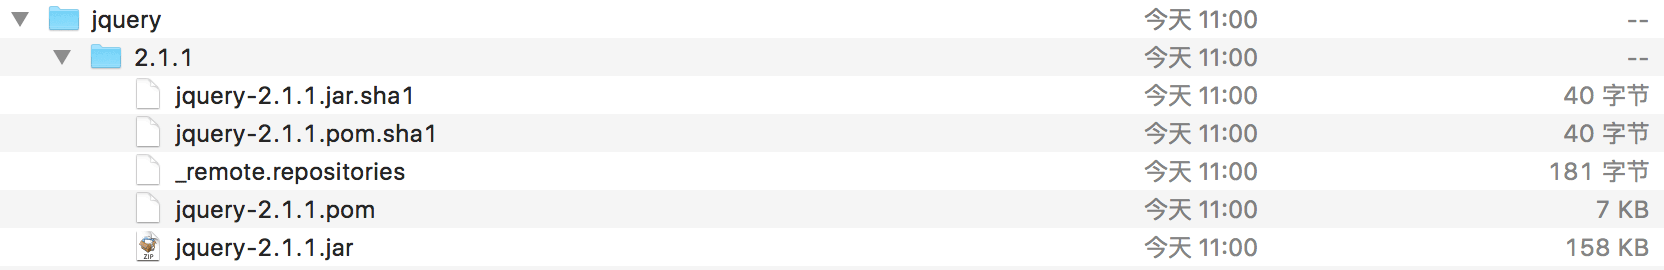 jquery 今天 11:00 --
2.1.1 今天 11:00 --
jquery-2.1.1.jar.sha1 今天 11:00 40 字节
jquery-2.1.1.pom.sha1 今天 11:00 40 字节
_remote.repositories 今天 11:00 181 字节
jquery-2.1.1.pom 今天 11:00 7 KB
jquery-2.1.1.jar 今天 11:00 158 KB
ZIP